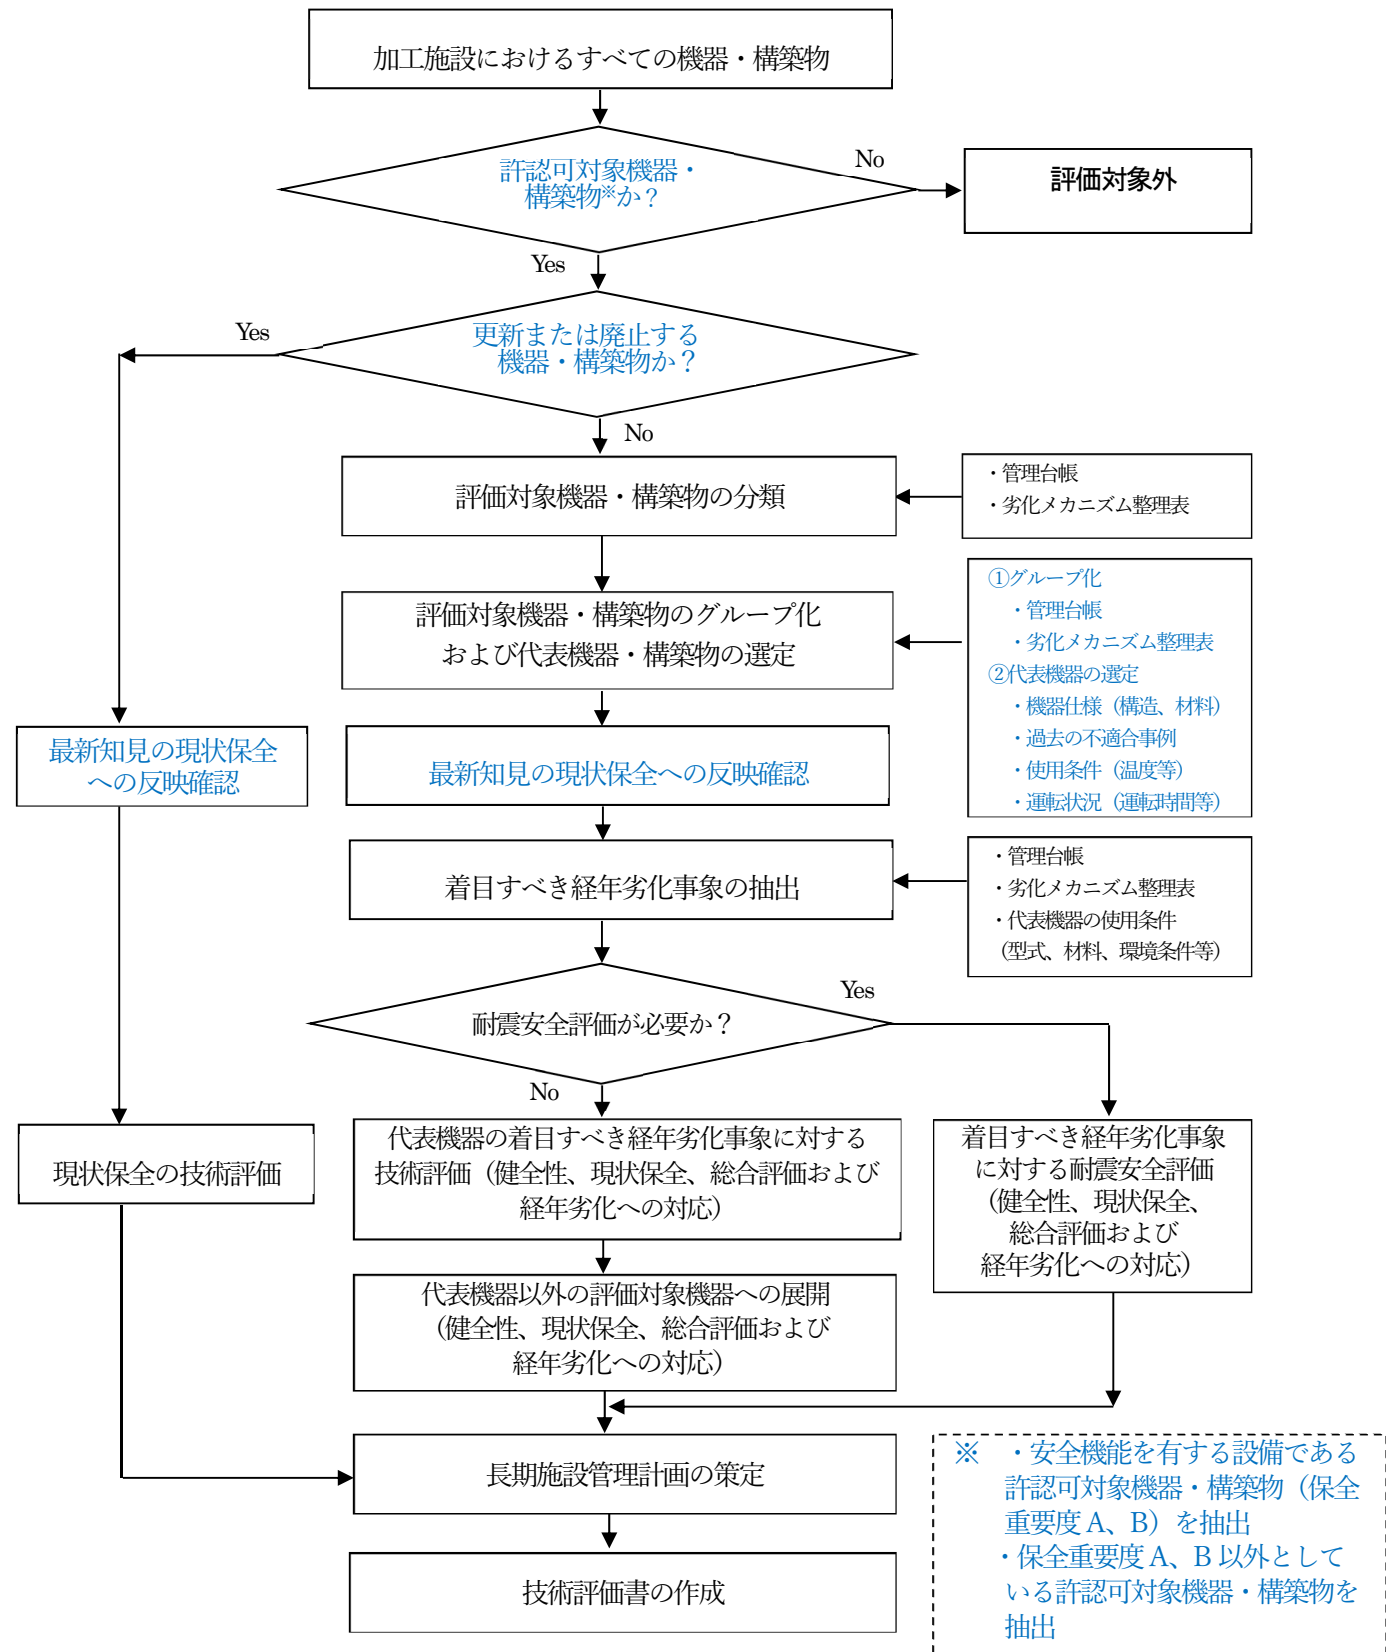 加工施設におけるすべての機器・構築物
許認可対象機器・
構築物※か？
No
評価対象外
Yes
更新または廃止する
機器・構築物か？
Yes
No
評価対象機器・構築物の分類
・管理台帳
・劣化メカニズム整理表
評価対象機器・構築物のグループ化
および代表機器・構築物の選定
①グループ化
・管理台帳
・劣化メカニズム整理表
②代表機器の選定
・機器仕様（構造、材料）
・過去の不適合事例
・使用条件（温度等）
・運転状況（運転時間等）
最新知見の現状保全
への反映確認
最新知見の現状保全への反映確認
着目すべき経年劣化事象の抽出
・管理台帳
・劣化メカニズム整理表
・代表機器の使用条件
（型式、材料、環境条件等）
耐震安全評価が必要か？
Yes
No
現状保全の技術評価
代表機器の着目すべき経年劣化事象に対する
技術評価（健全性、現状保全、総合評価および
経年劣化への対応）
着目すべき経年劣化事象
に対する耐震安全評価
（健全性、現状保全、
総合評価および
経年劣化への対応）
代表機器以外の評価対象機器への展開
（健全性、現状保全、総合評価および
経年劣化への対応）
長期施設管理計画の策定
技術評価書の作成
※　・安全機能を有する設備である
許認可対象機器・構築物（保全
重要度 A、B）を抽出
・保全重要度 A、B 以外として
いる許認可対象機器・構築物を
抽出